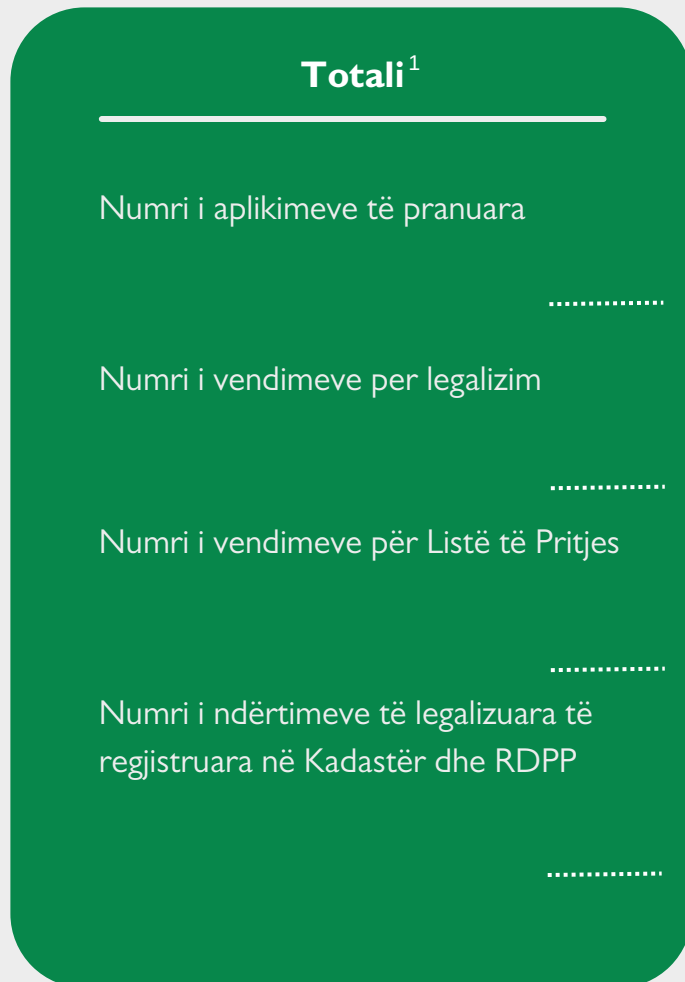 Totali¹
Numri i aplikimeve të pranuara
Numri i vendimeve per legalizim
Numri i vendimeve për Listë të Pritjes
Numri i ndërtimeve të legalizuara të
regjistruara në Kadastër dhe RDPP